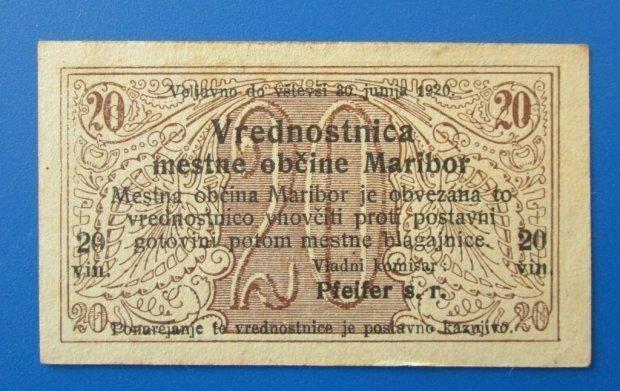 Veljavno do vštevši 30. junija 1920.
20 20
Vrednostnica
mestne občine Maribor
Mestna občina Maribor je obvezana to
vrednostnico vnovčiti proti postavni
gotovini potom mestne blagajnice.
20 vin. 20 20 vin.
Vladni komisar:
Pfeifer s. r.
20 20
Ponarejanje te vrednostnice je postavno kaznjivo.